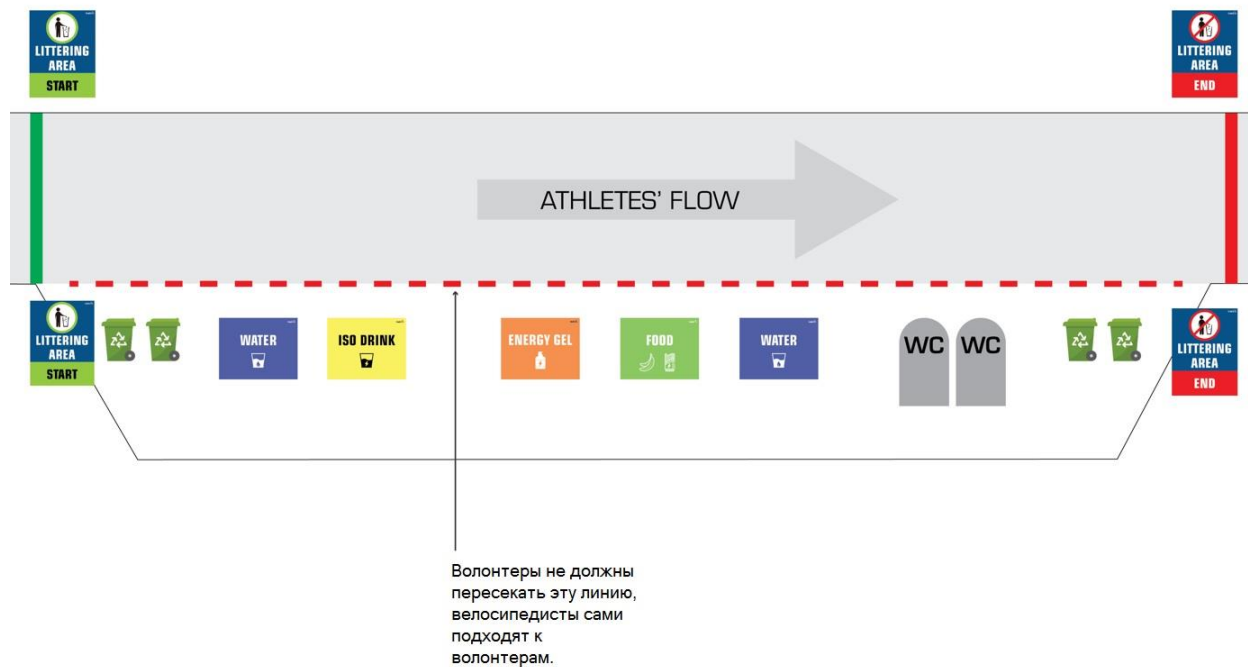 LITTERING
AREA
START
LITTERING
AREA
END
ATHLETES' FLOW
LITTERING
AREA
START
WATER
ISO DRINK
ENERGY GEL
FOOD
WATER
WC
WC
LITTERING
AREA
END
Волонтеры не должны
пересекать эту линию,
велосипедисты сами
подходят к
волонтерам.